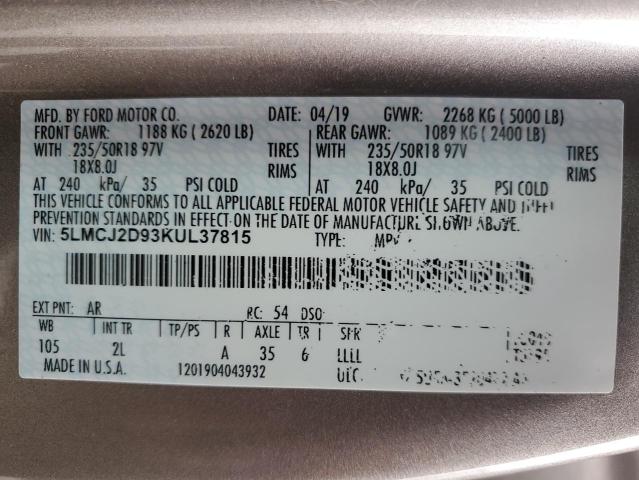 MFD. BY FORD MOTOR CO. DATE: 04/19 GVWR: 2268 KG ( 5000 LB)
FRONT GAWR: 1188 KG ( 2620 LB) REAR GAWR: 1089 KG ( 2400 LB)
WITH 235/50R18 97V TIRES WITH 235/50R18 97V TIRES
18X8.0J RIMS 18X8.0J RIMS
AT 240 kPa/ 35 PSI COLD AT 240 kPa/ 35 PSI COLD
THIS VEHICLE CONFORMS TO ALL APPLICABLE FEDERAL MOTOR VEHICLE SAFETY AND
PREVENTION STANDARDS IN EFFECT ON THE DATE OF MANUFACTURE SHOWN ABOVE.
VIN: 5LMCJ2D93KUL37815 TYPE: MPV
EXT PNT: AR RC: 54 DSO:
WB INT TR TP/PS R AXLE TR SPR
105 2L A 35 6 LLLL
MADE IN U.S.A. 1201904043932 UTC